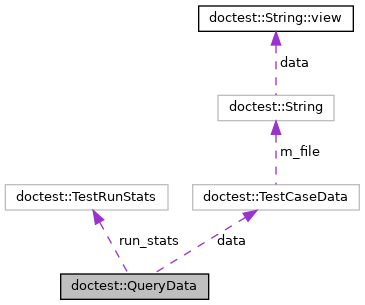 doctest::String::view
data
doctest::String
m_file
doctest::TestRunStats
doctest::TestCaseData
run_stats
data
doctest::QueryData